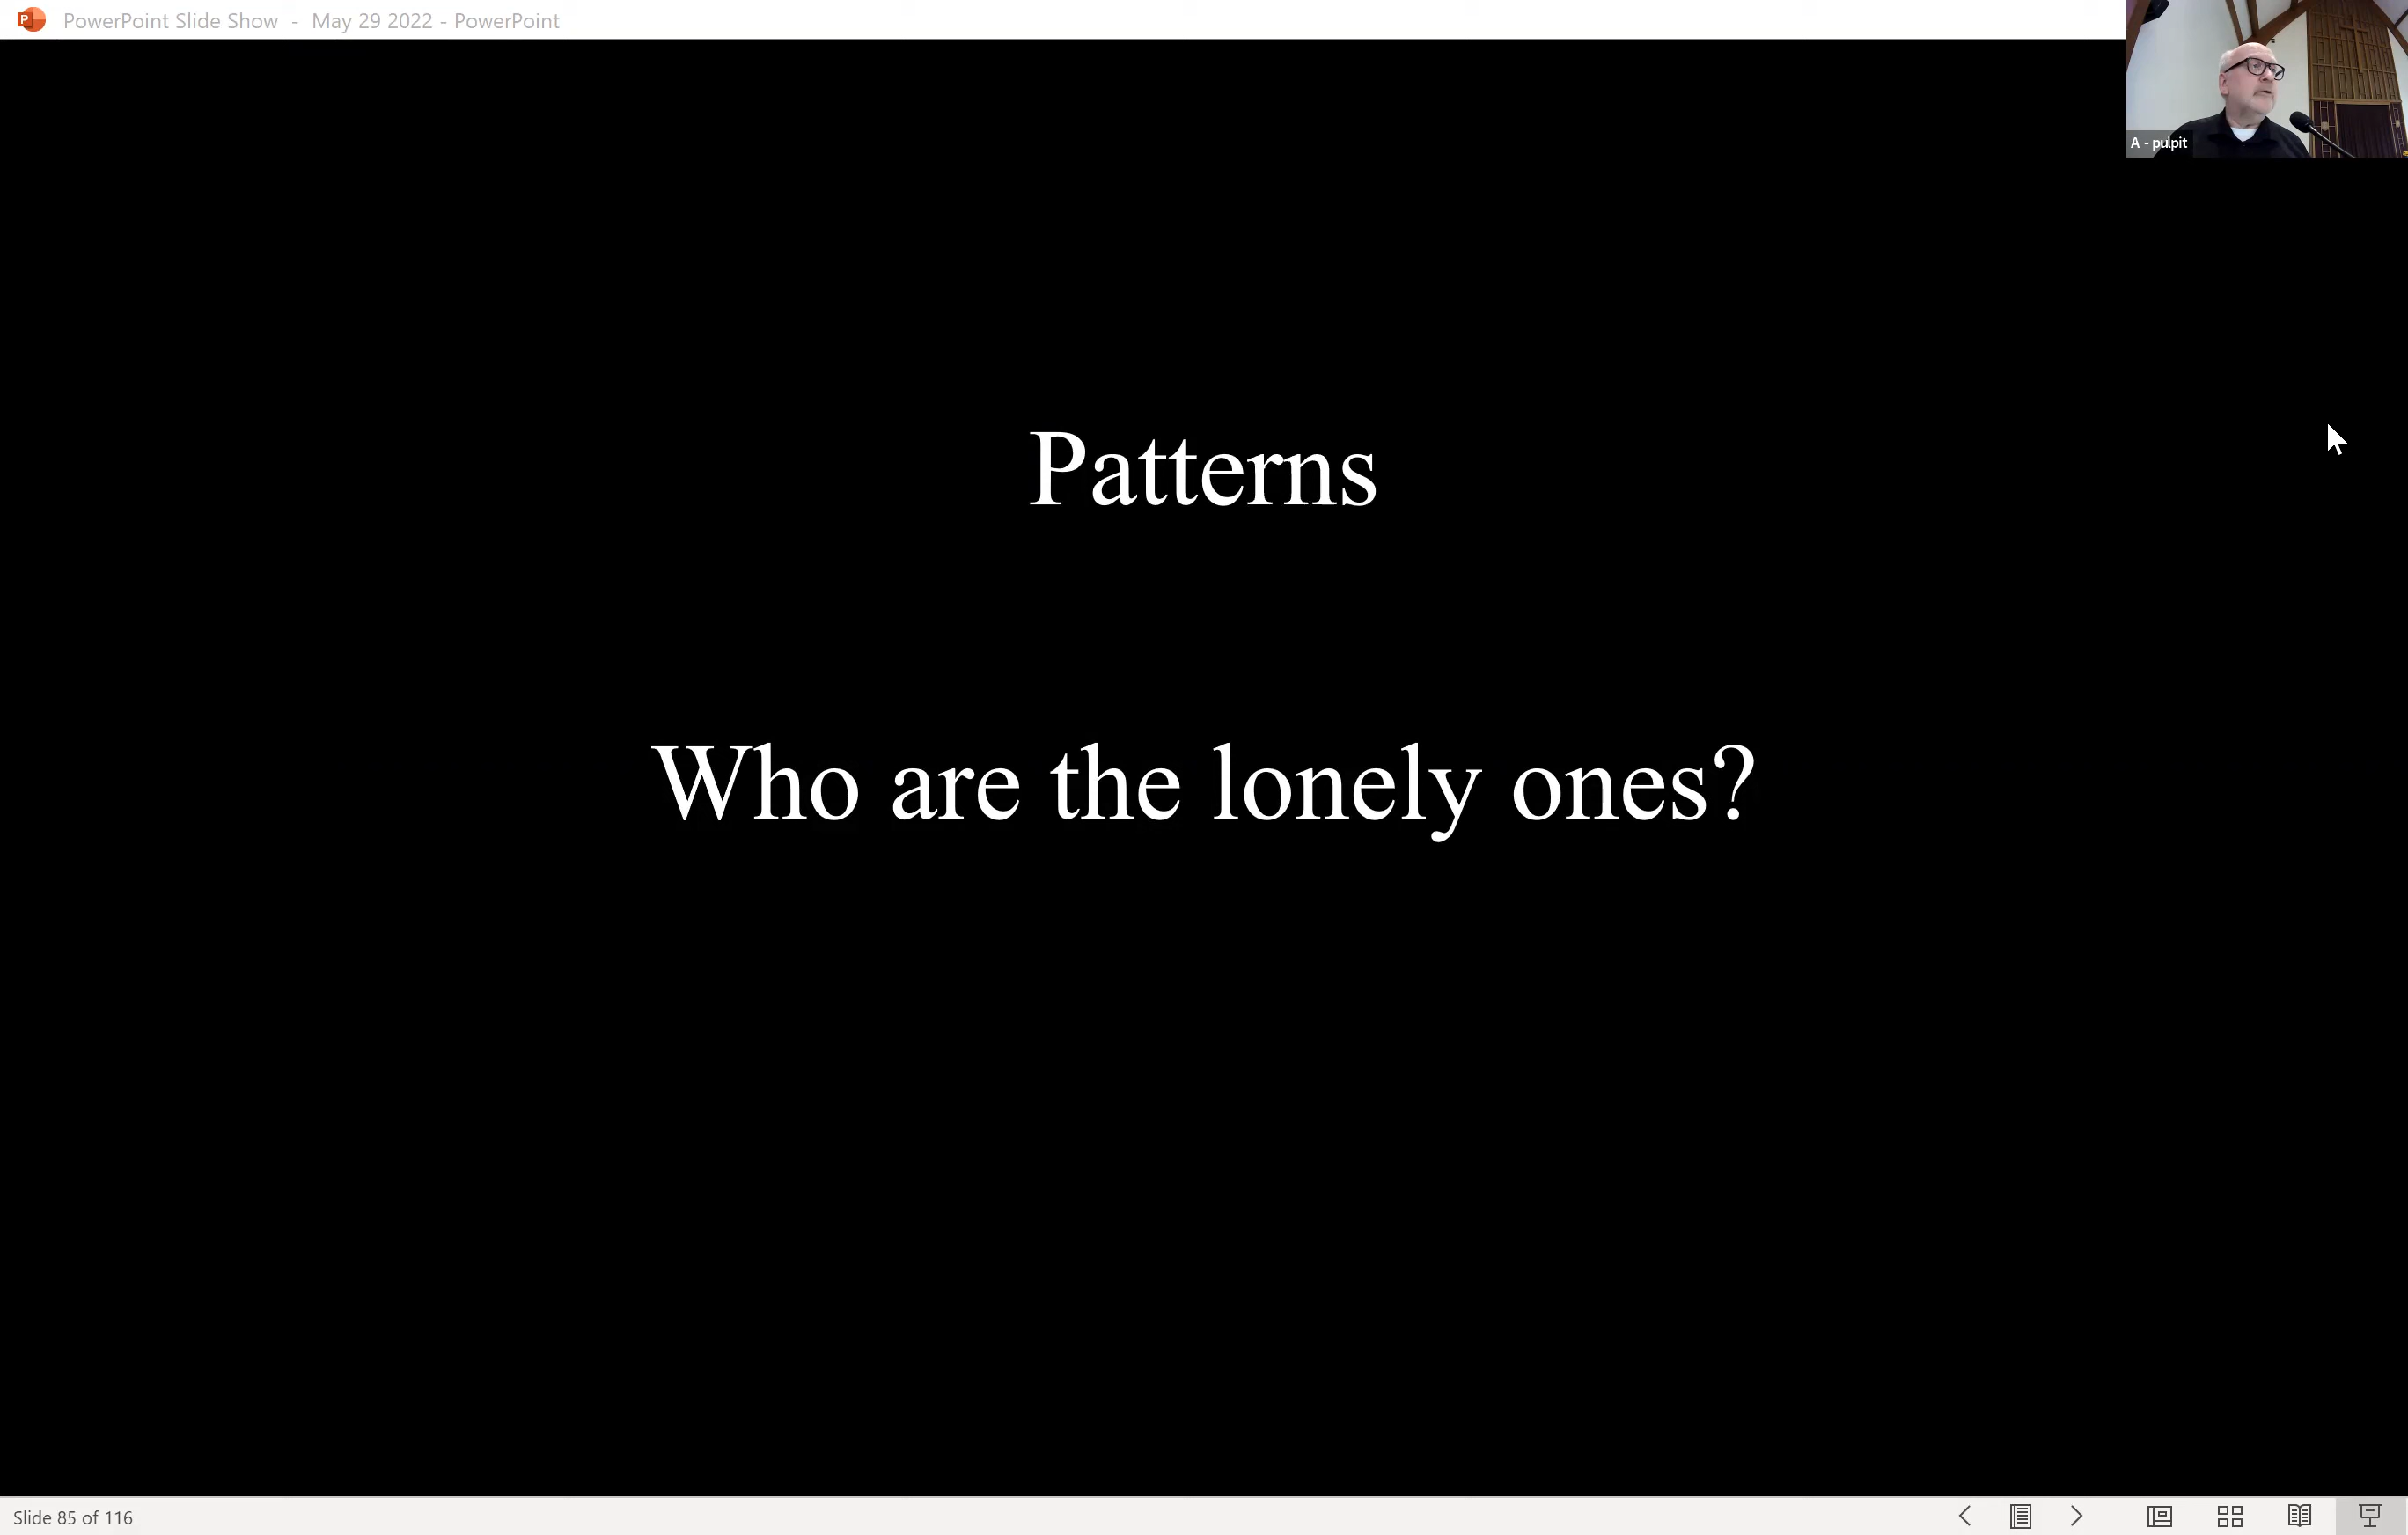 PowerPoint Slide Show - May 29 2022 - PowerPoint
A - pulpit
Patterns
Who are the lonely ones?
Slide 85 of 116